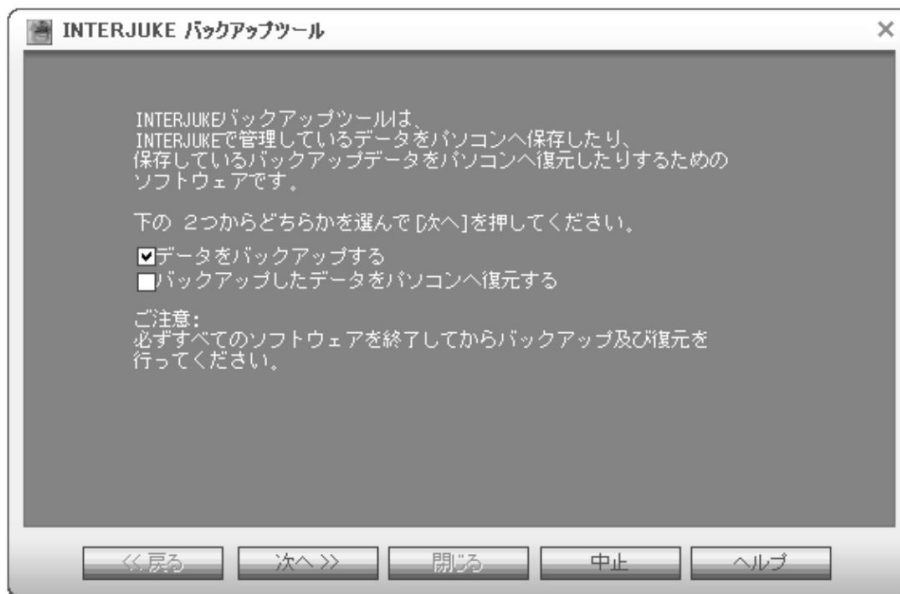 INTERJUKE バックアップツール
INTERJUKEバックアップツールは、
INTERJUKEで管理しているデータをパソコンへ保存したり、
保存しているバックアップデータをパソコンへ復元したりするための
ソフトウェアです。
下の 2つからどちらかを選んで[次へ]を押してください。
データをバックアップする
バックアップしたデータをパソコンへ復元する
ご注意:
必ずすべてのソフトウェアを終了してからバックアップ及び復元を
行ってください。
<< 戻る 次へ >> 閉じる 中止 ヘルプ